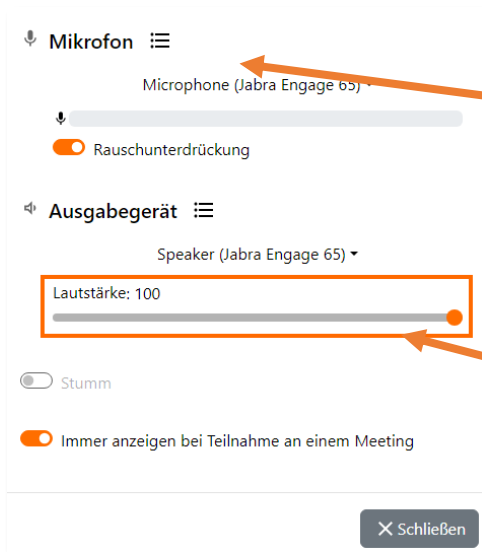 Mikrofon
Microphone (Jabra Engage 65)
Rauschunterdrückung
Ausgabegerät
Speaker (Jabra Engage 65)
Lautstärke: 100
Stumm
Immer anzeigen bei Teilnahme an einem Meeting
Schließen